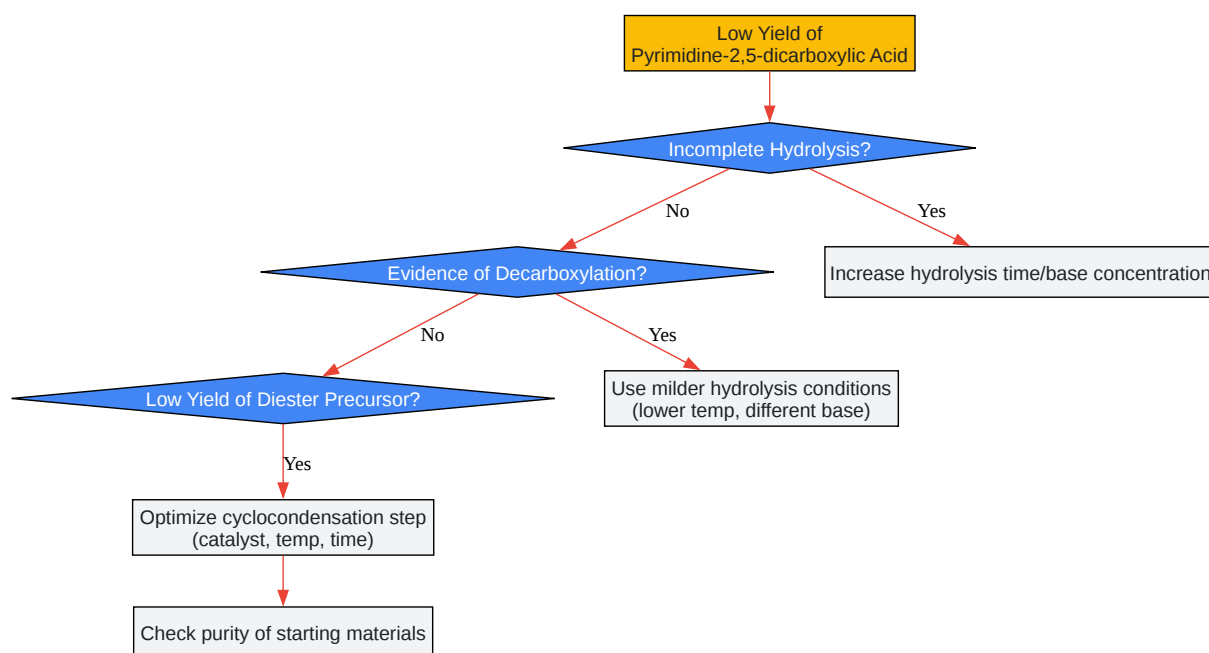 Low Yield of
Pyrimidine-2,5-dicarboxylic Acid
Incomplete Hydrolysis?
No
Yes
Evidence of Decarboxylation?
Increase hydrolysis time/base concentration
No
Yes
Low Yield of Diester Precursor?
Use milder hydrolysis conditions
(lower temp, different base)
Yes
Optimize cyclocondensation step
(catalyst, temp, time)
Check purity of starting materials